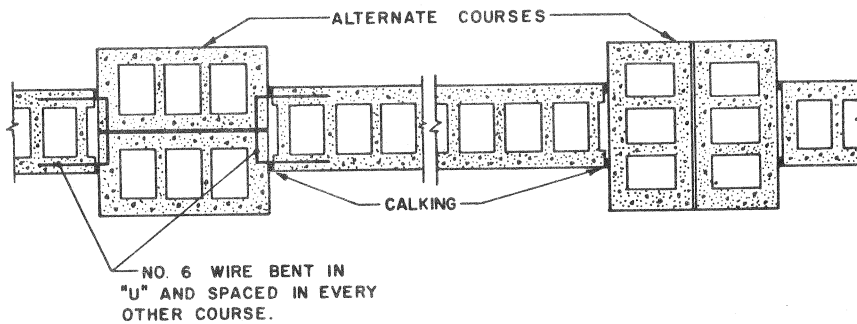 ALTERNATE COURSES
CALKING
NO. 6 WIRE BENT IN
"U" AND SPACED IN EVERY
OTHER COURSE.